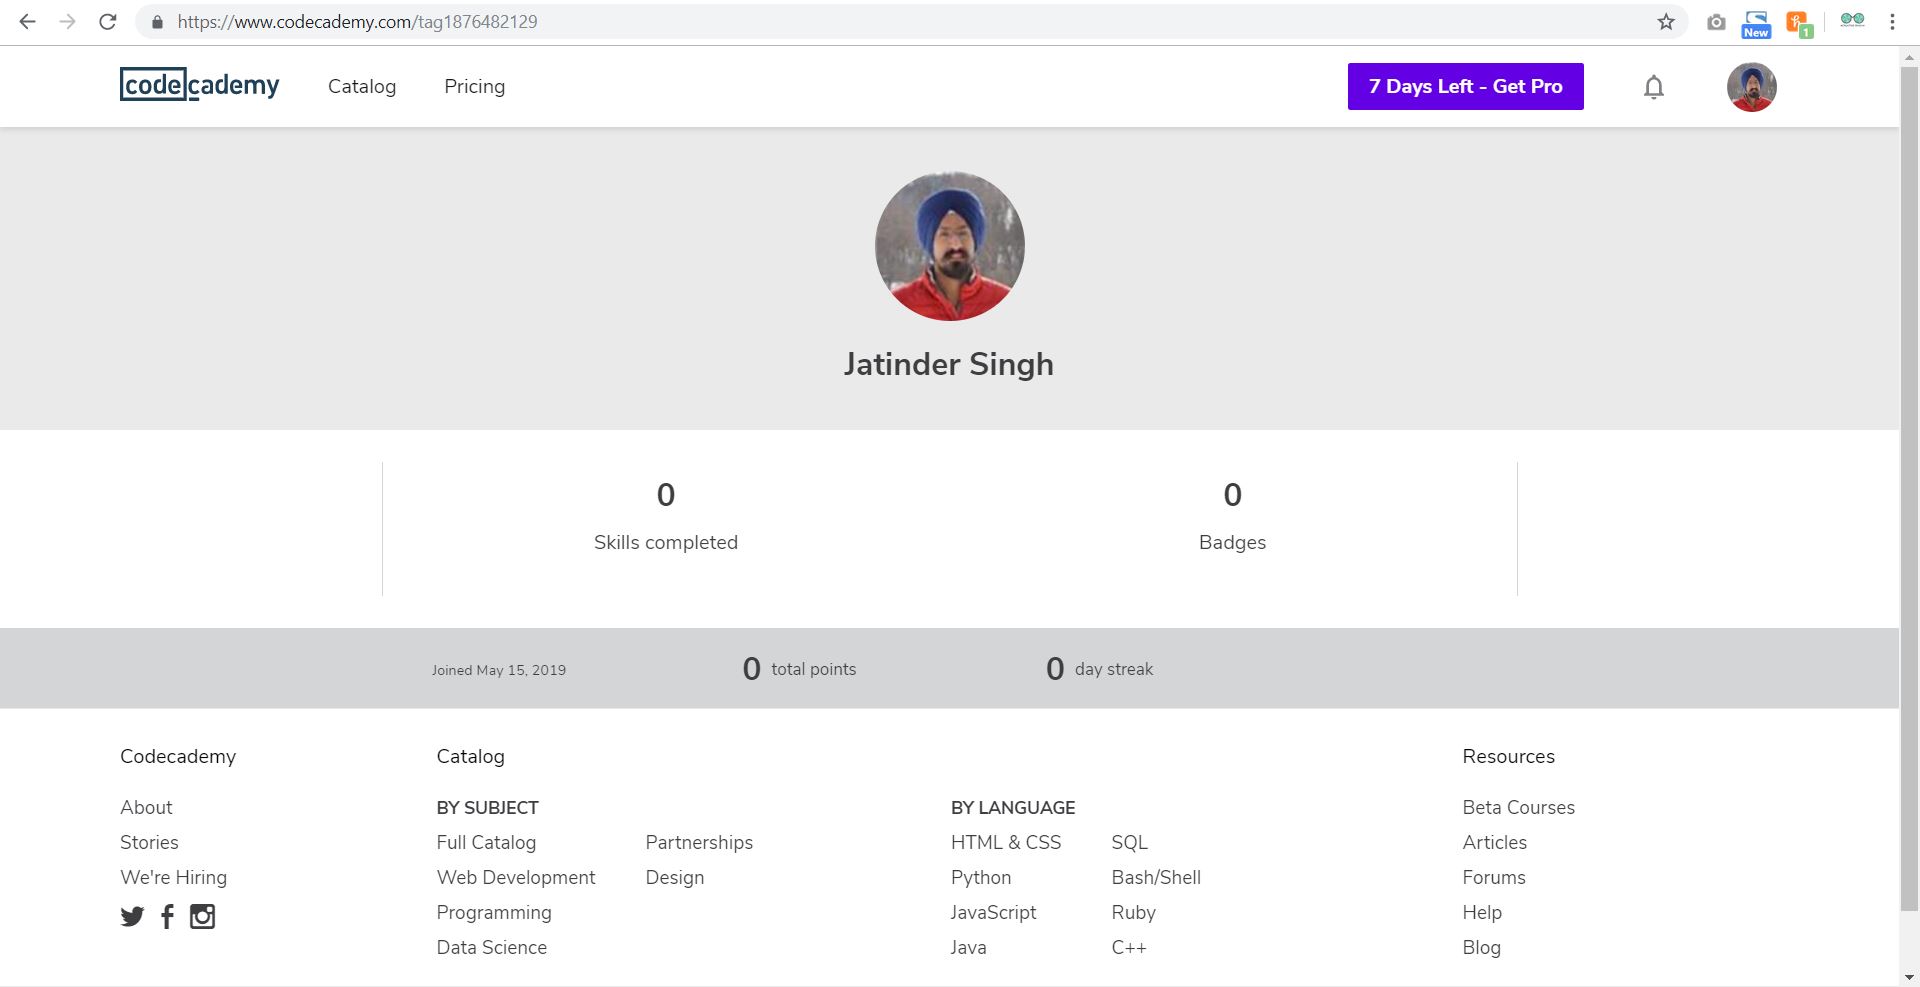 https://www.codecademy.com/tag1876482129
New
1
codecademy
Catalog
Pricing
7 Days Left - Get Pro
Jatinder Singh
0
Skills completed
0
Badges
Joined May 15, 2019
0 total points
0 day streak
Codecademy
About
Stories
We're Hiring
Catalog
BY SUBJECT
Full Catalog
Web Development
Programming
Data Science
Partnerships
Design
BY LANGUAGE
HTML & CSS
Python
JavaScript
Java
SQL
Bash/Shell
Ruby
C++
Resources
Beta Courses
Articles
Forums
Help
Blog